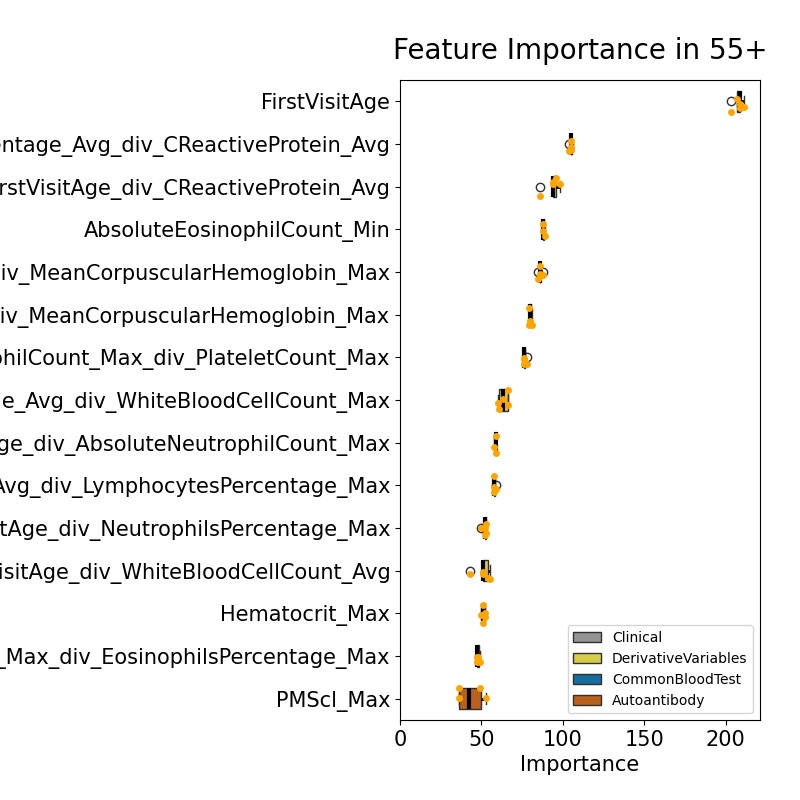 Feature Importance in 55+
FirstVisitAge
entage_Avg_div_CReactiveProtein_Avg
rstVisitAge_div_CReactiveProtein_Avg
AbsoluteEosinophilCount_Min
iv_MeanCorpuscularHemoglobin_Max
iv_MeanCorpuscularHemoglobin_Max
philCount_Max_div_PlateletCount_Max
e_Avg_div_WhiteBloodCellCount_Max
ge_div_AbsoluteNeutrophilCount_Max
Avg_div_LymphocytesPercentage_Max
tAge_div_NeutrophilsPercentage_Max
isitAge_div_WhiteBloodCellCount_Avg
Hematocrit_Max
_Max_div_EosinophilsPercentage_Max
PMScl_Max
Clinical
DerivativeVariables
CommonBloodTest
Autoantibody
0 50 100 150 200
Importance